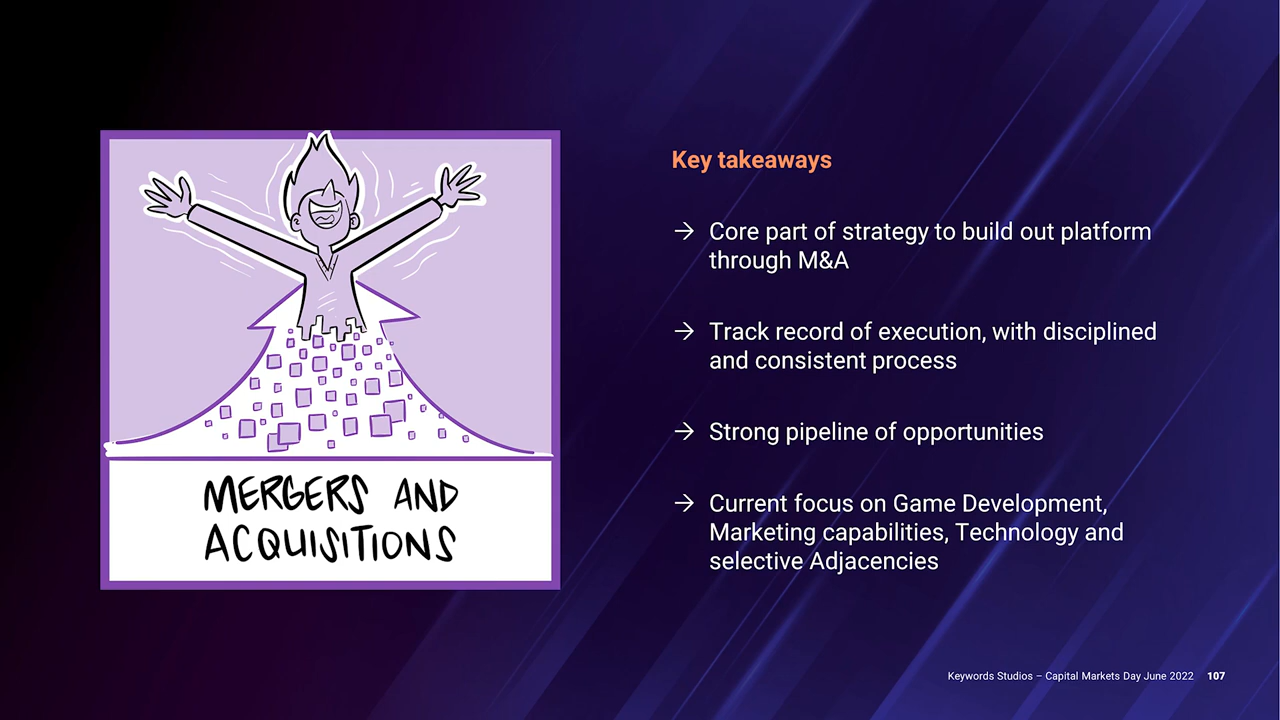 MERGERS AND
ACQUISITIONS
Key takeaways
→ Core part of strategy to build out platform
through M&A
→ Track record of execution, with disciplined
and consistent process
→ Strong pipeline of opportunities
→ Current focus on Game Development,
Marketing capabilities, Technology and
selective Adjacencies
Keywords Studios – Capital Markets Day June 2022 107